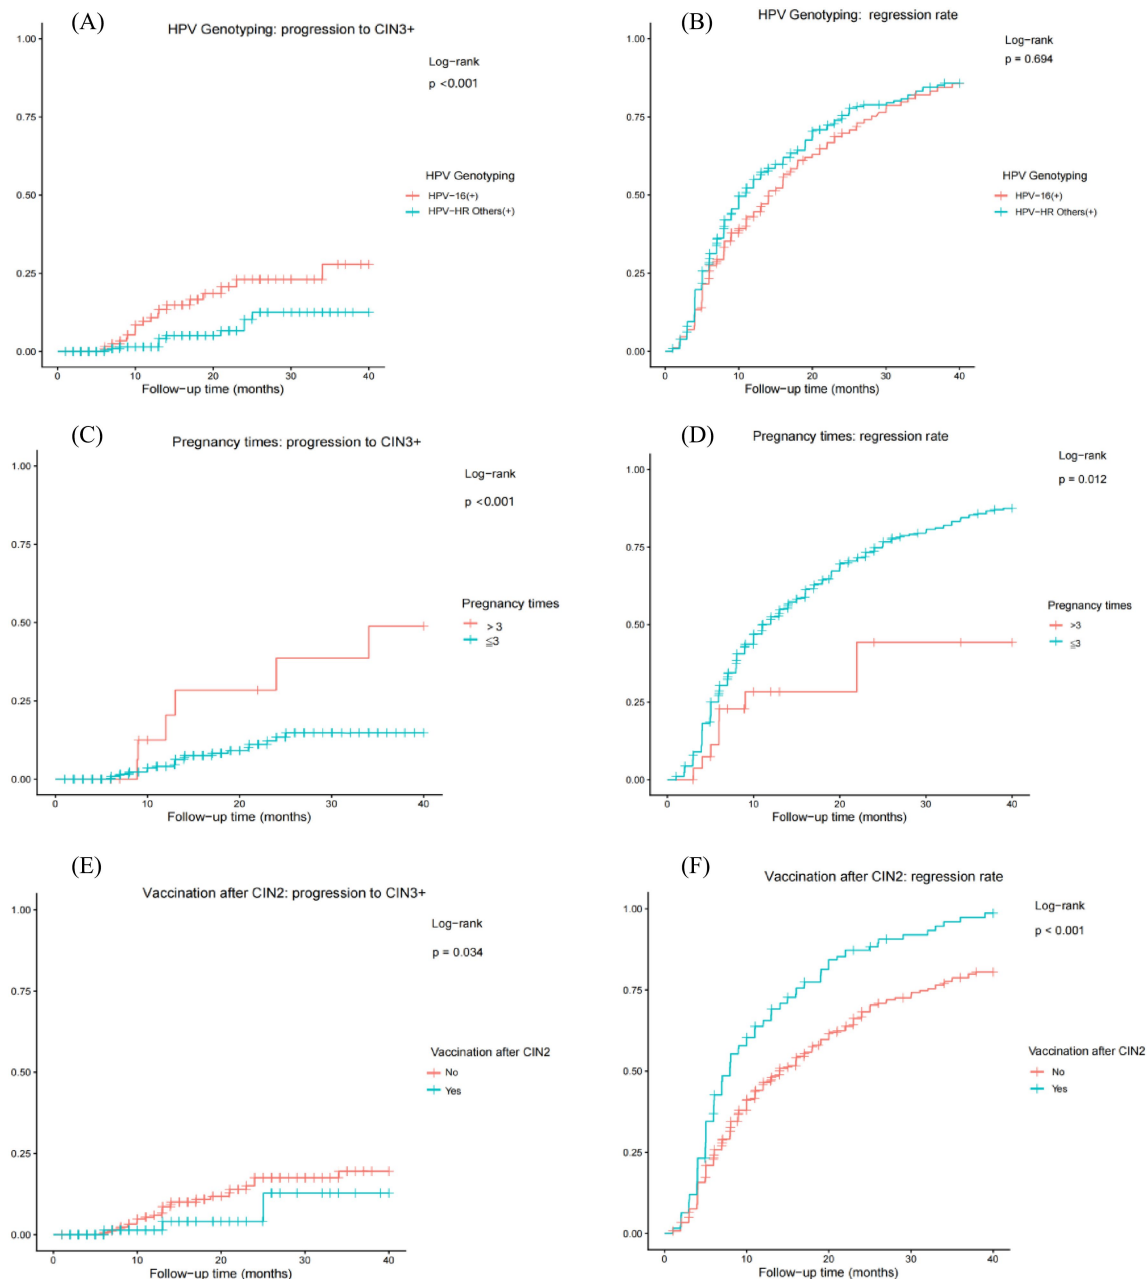 (A)
HPV Genotyping: progression to CIN3+
1.00
Log-rank
p <0.001
0.75
HPV Genotyping
0.50
HPV-16(+)
HPV-HR Others(+)
0.25
0.00
0 10 20 30 40
Follow-up time (months)
(B)
HPV Genotyping: regression rate
1.00
Log-rank
p = 0.694
0.75
HPV Genotyping
0.50
HPV-16(+)
HPV-HR Others(+)
0.25
0.00
0 10 20 30 40
Follow-up time (months)
(C)
Pregnancy times: progression to CIN3+
1.00
Log-rank
p <0.001
0.75
Pregnancy times
0.50
> 3
≦3
0.25
0.00
0 10 20 30 40
Follow-up time (months)
(D)
Pregnancy times: regression rate
Log-rank
1.00
p = 0.012
0.75
Pregnancy times
0.50
>3
≦3
0.25
0.00
0 10 20 30 40
Follow-up time (months)
(E)
Vaccination after CIN2: progression to CIN3+
1.00
Log-rank
p = 0.034
0.75
Vaccination after CIN2
0.50
No
Yes
0.25
0.00
0 10 20 30 40
Follow-up time (months)
(F)
Vaccination after CIN2: regression rate
1.00
Log-rank
p < 0.001
0.75
Vaccination after CIN2
0.50
No
Yes
0.25
0.00
0 10 20 30 40
Follow-up time (months)